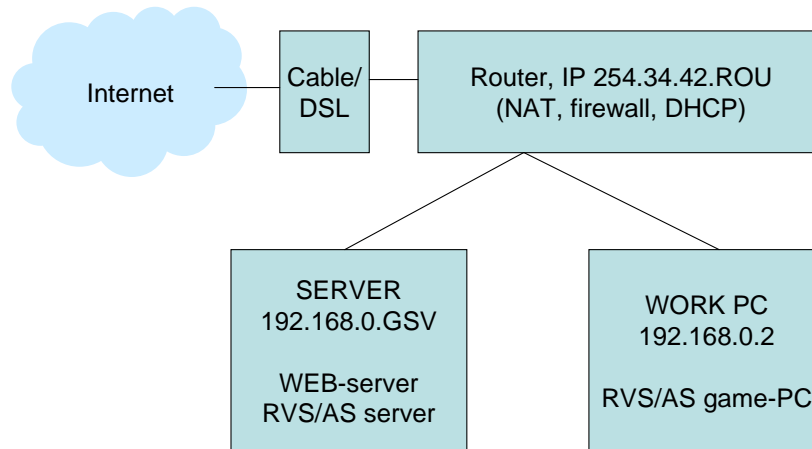 Internet
Cable/
DSL
Router, IP 254.34.42.ROU
(NAT, firewall, DHCP)
SERVER
192.168.0.GSV
WEB-server
RVS/AS server
WORK PC
192.168.0.2
RVS/AS game-PC